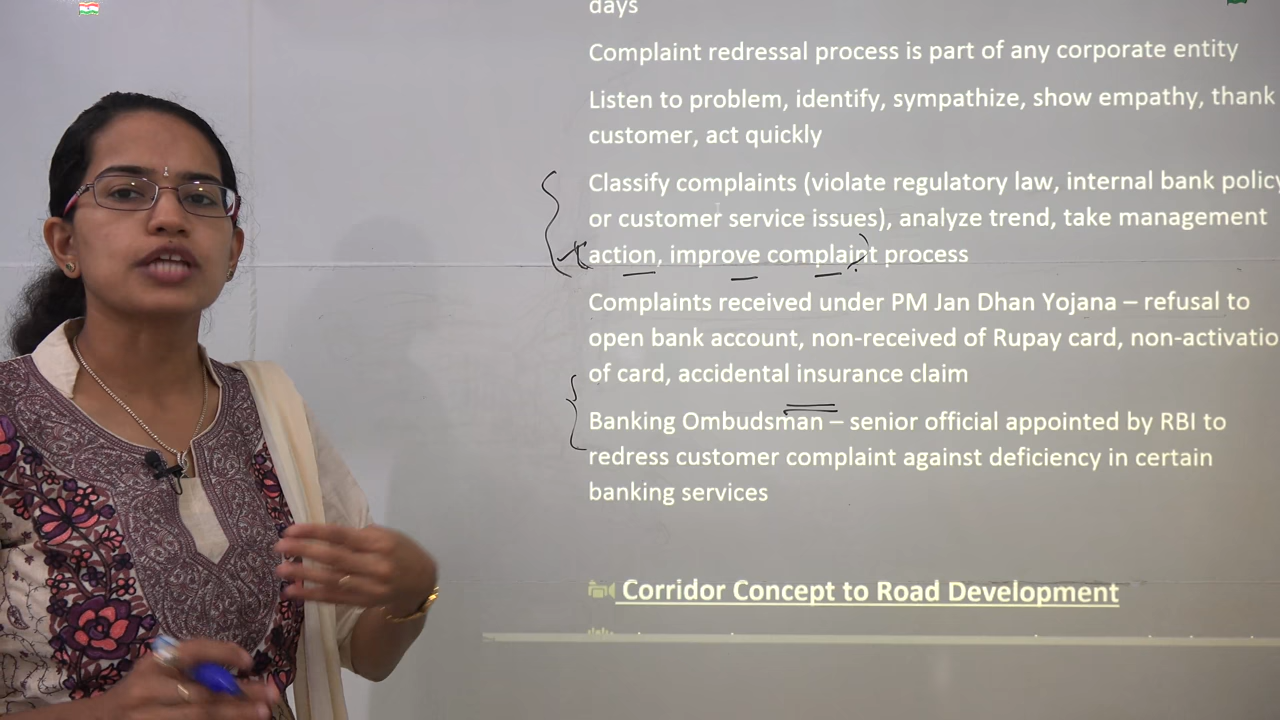 days
Complaint redressal process is part of any corporate entity
Listen to problem, identify, sympathize, show empathy, thank
customer, act quickly
Classify complaints (violate regulatory law, internal bank policy
or customer service issues), analyze trend, take management
action, improve complaint process
Complaints received under PM Jan Dhan Yojana – refusal to
open bank account, non-received of Rupay card, non-activatio
of card, accidental insurance claim
Banking Ombudsman – senior official appointed by RBI to
redress customer complaint against deficiency in certain
banking services
Corridor Concept to Road Development